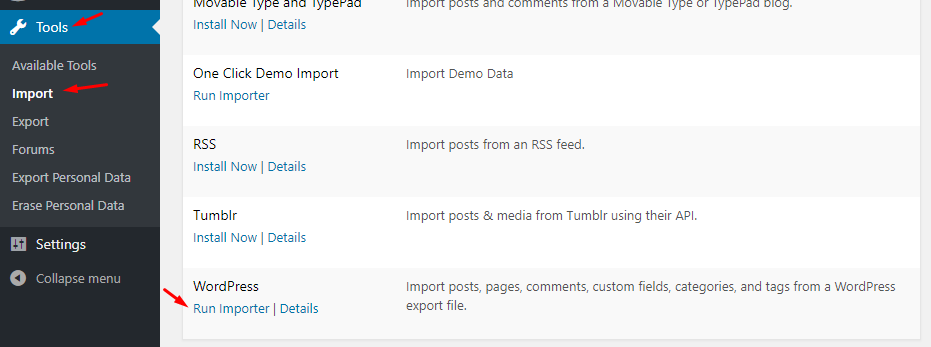 Tools
Available Tools
Import
Export
Forums
Export Personal Data
Erase Personal Data
Settings
Collapse menu
Movable Type and TypePad
Import posts and comments from a Movable Type or TypePad blog.
Install Now | Details
One Click Demo Import
Import Demo Data
Run Importer
RSS
Import posts from an RSS feed.
Install Now | Details
Tumblr
Import posts & media from Tumblr using their API.
Install Now | Details
WordPress
Import posts, pages, comments, custom fields, categories, and tags from a WordPress
export file.
Run Importer | Details